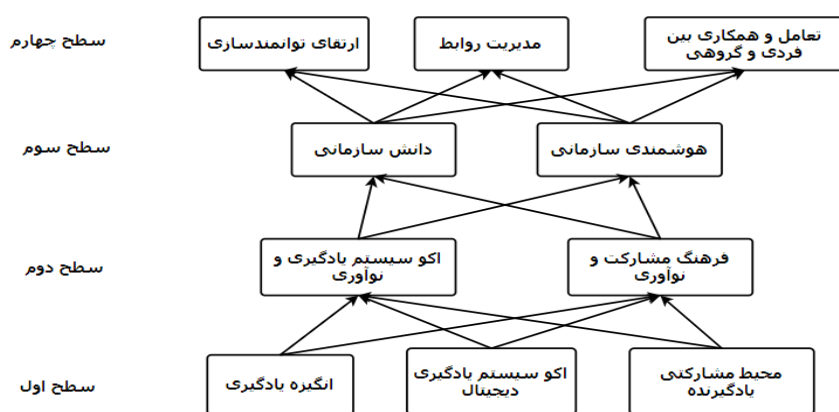 سطح چهارم
ارتقای توانمندسازی
مدیریت روابط
تعامل و همکاری بین
فردی و گروهی
سطح سوم
دانش سازمانی
هوشمندی سازمانی
سطح دوم
اکو سیستم یادگیری و
نوآوری
فرهنگ مشارکت و
نوآوری
سطح اول
انگیزه یادگیری
اکو سیستم یادگیری
دیجیتال
محیط مشارکتی
یادگیرنده